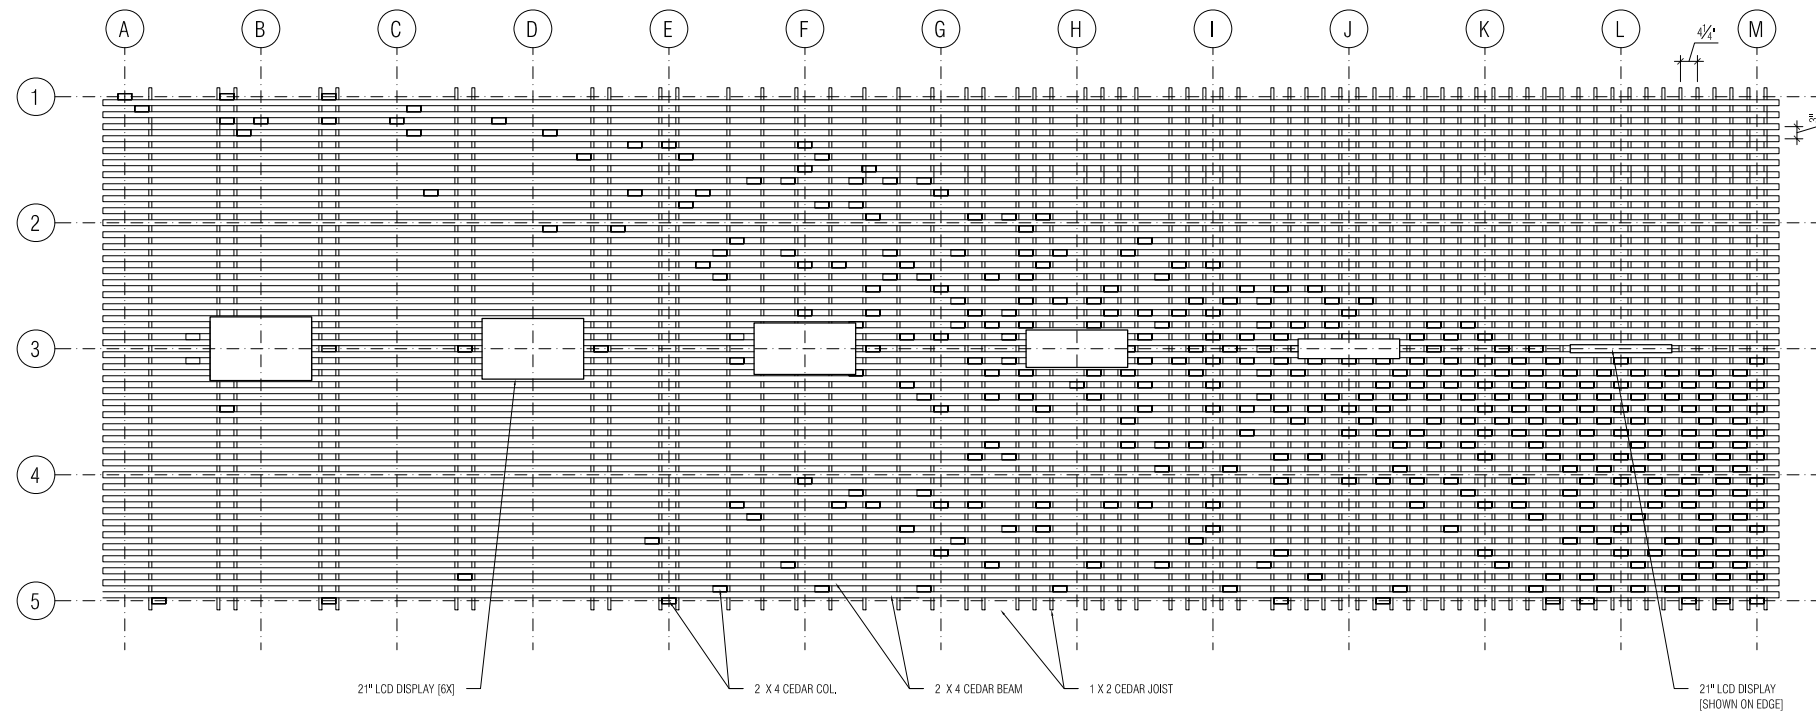 A B C D E F G H I J K L M
4¼"
1
3"
2
3
4
5
21" LCD DISPLAY [6X]
2 X 4 CEDAR COL.
2 X 4 CEDAR BEAM
1 X 2 CEDAR JOIST
21" LCD DISPLAY
[SHOWN ON EDGE]